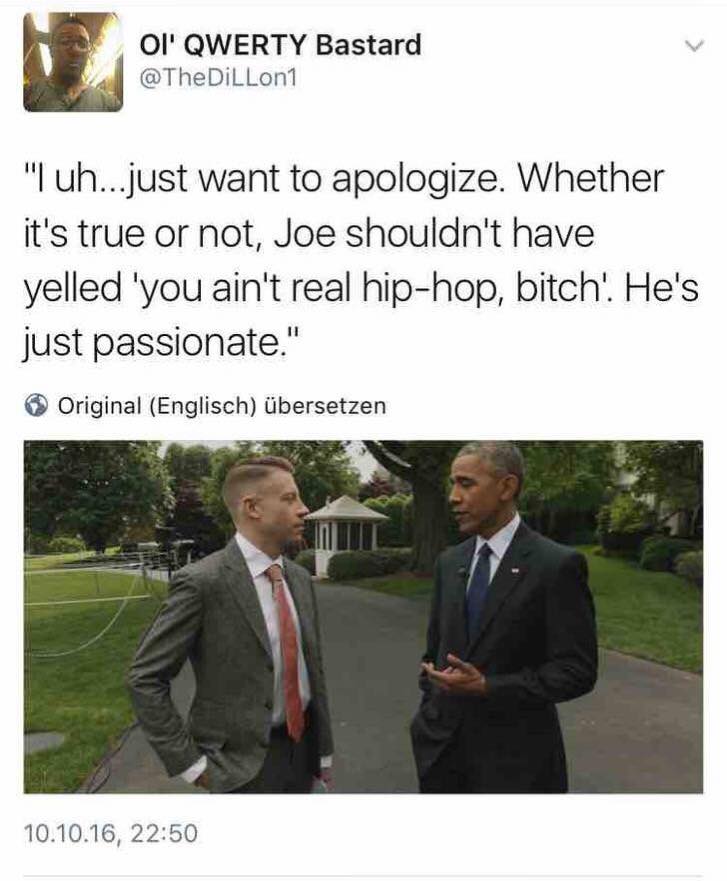 Ol' QWERTY Bastard
@TheDiLLon1
"I uh...just want to apologize. Whether
it's true or not, Joe shouldn't have
yelled 'you ain't real hip-hop, bitch'. He's
just passionate."
Original (Englisch) übersetzen
10.10.16, 22:50